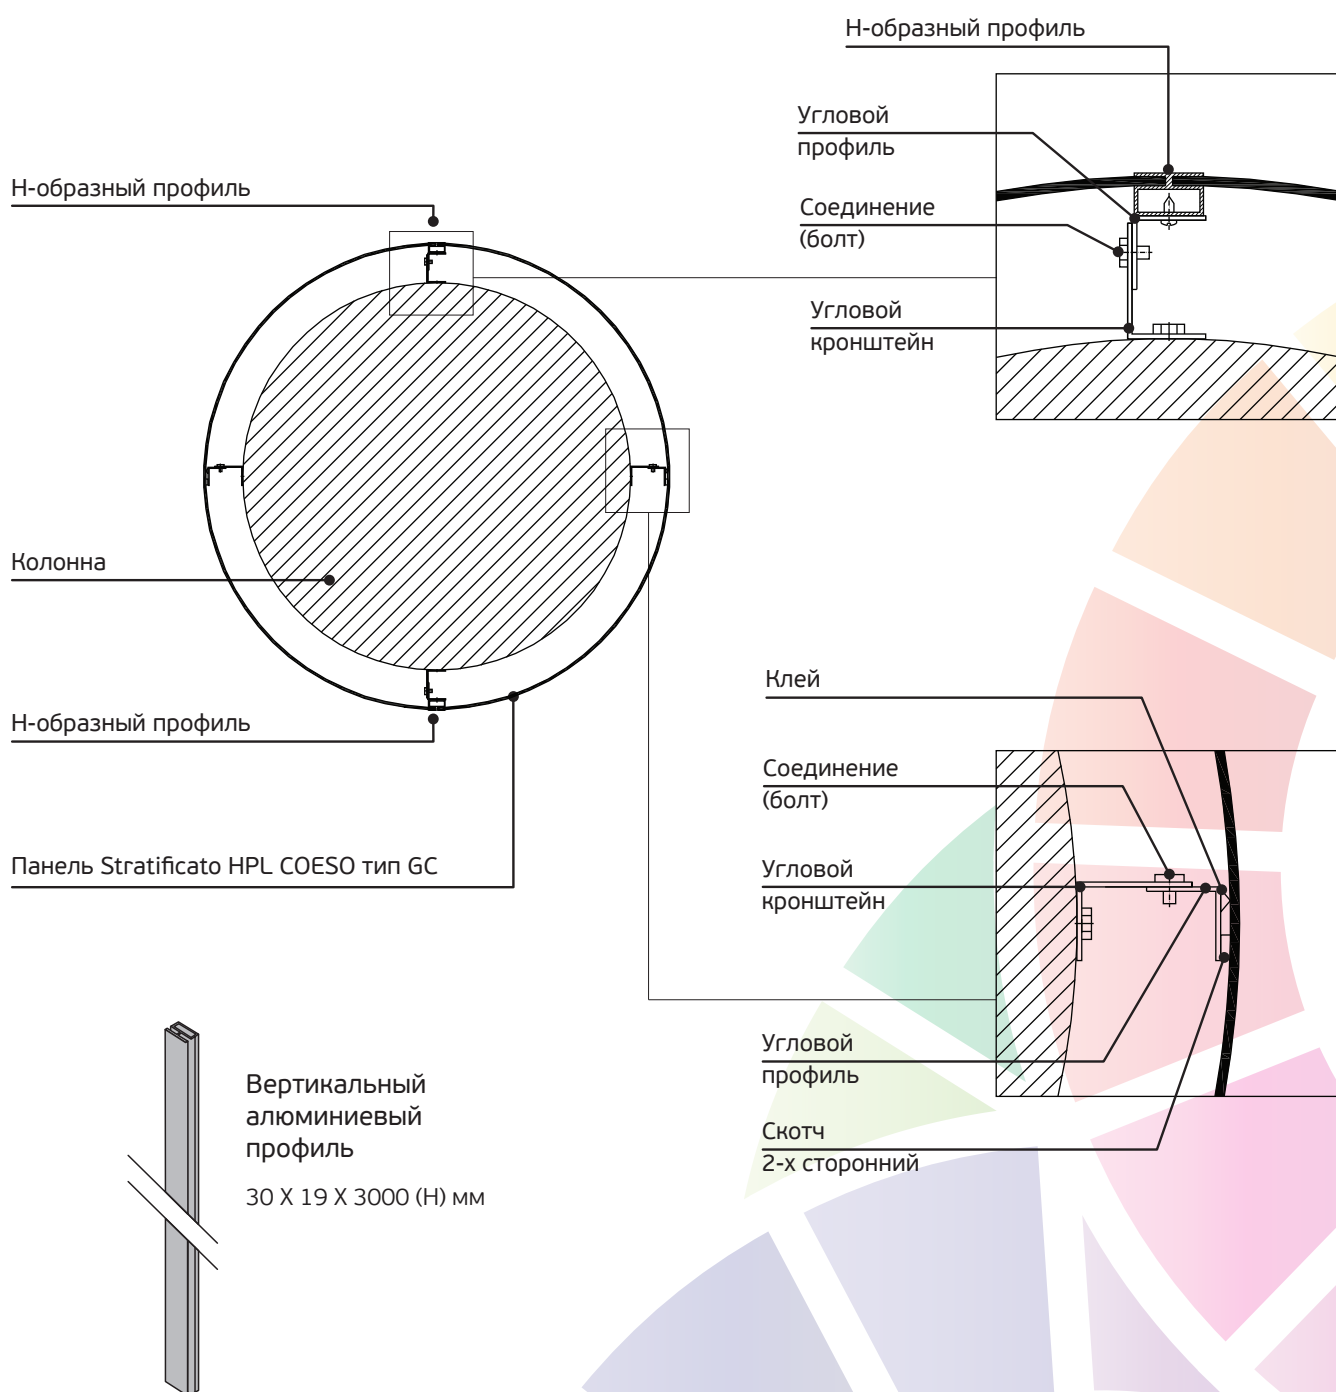 Н-образный профиль
Угловой
профиль
Соединение
(болт)
Угловой
кронштейн
Н-образный профиль
Колонна
Н-образный профиль
Панель Stratificato HPL COESO тип GC
Клей
Соединение
(болт)
Угловой
кронштейн
Угловой
профиль
Скотч
2-х сторонний
Вертикальный
алюминиевый
профиль
30 X 19 X 3000 (H) мм